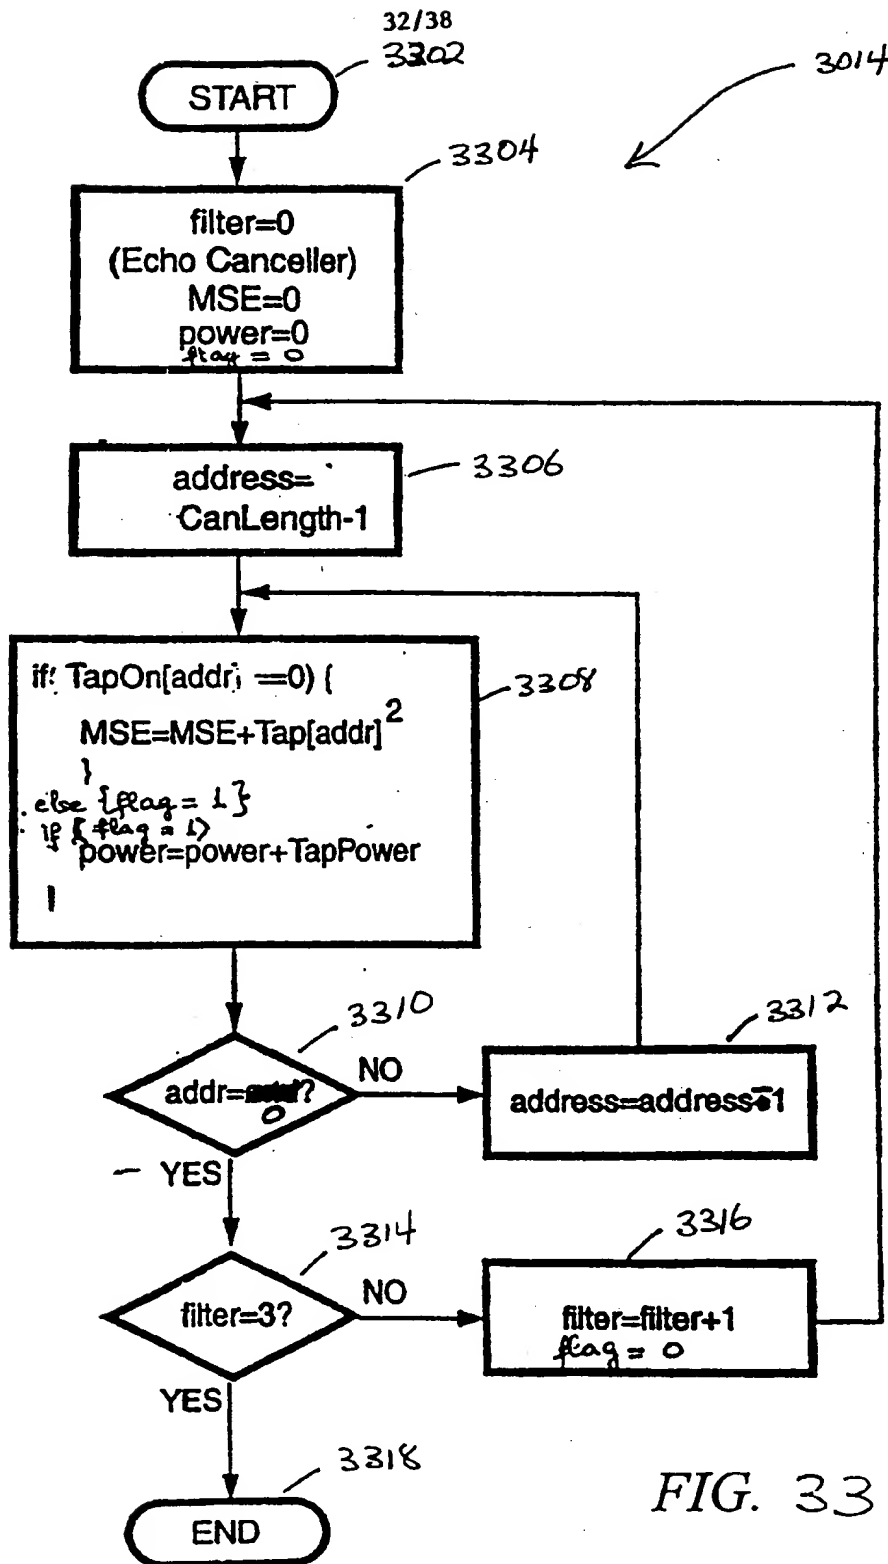 32/38
3302
START
3014
3304
filter=0
(Echo Canceller)
MSE=0
power=0
flag = 0
3306
address=
CanLength-1
3308
if TapOn[addr] ==0) {
MSE=MSE+Tap[addr]²
}
else {flag = 1}
if (flag = 1)
power=power+TapPower
3310
addr= 0?
NO
3312
address=address-1
YES
3314
filter=3?
NO
3316
filter=filter+1
flag = 0
YES
3318
END
FIG. 33